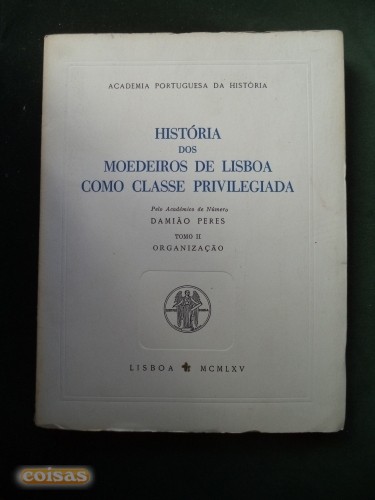 ACADEMIA PORTUGUESA DA HISTÓRIA
HISTÓRIA
DOS
MOEDEIROS DE LISBOA
COMO CLASSE PRIVILEGIADA
Pelo Académico de Número
DAMIÃO PERES
TOMO II
ORGANIZAÇÃO
LISBOA MCMLXV
coisas